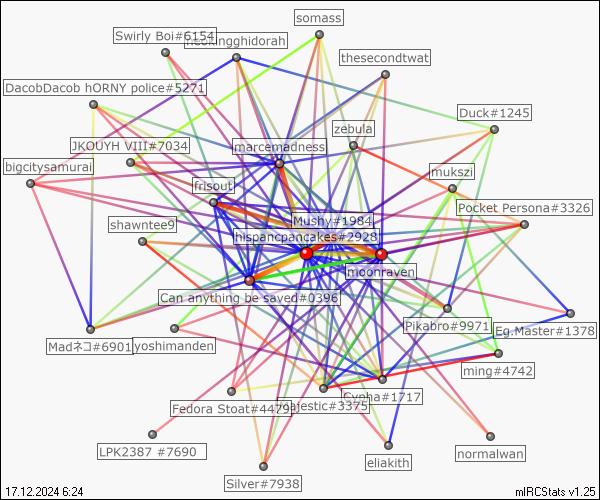 somass
Swirly Boi#6154
neokingghidorah
thesecondtwat
DacobDacob hORNY police#5271
Duck#1245
zebula
JKOUYH VIII#7034
marcemadness
bigcitysamurai
mukszi
frisout
Pocket Persona#3326
Mushy#1984
shawntee9
hispancpancakes#2928
moonraven
Can anything be saved#0396
Pikabro#9971
Eg.Master#1378
Madネコ#6901
yoshimanden
ming#4742
Cynha#1717
Fedora Stoat#4479
majestic#3375
LPK2387 #7690
normalwan
eliakith
Silver#7938
17.12.2024 6:24
mIRCStats v1.25